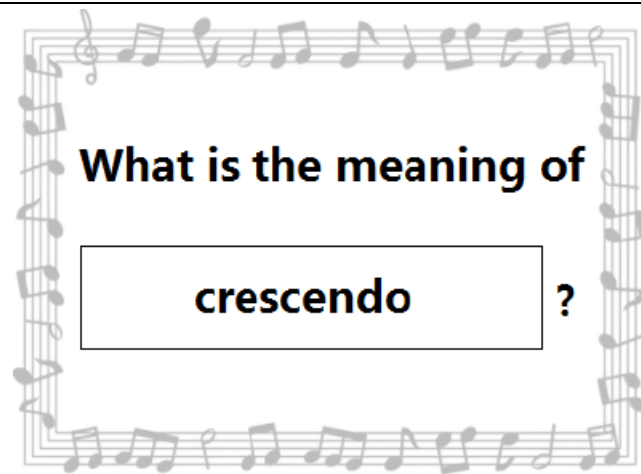 What is the meaning of
crescendo ?